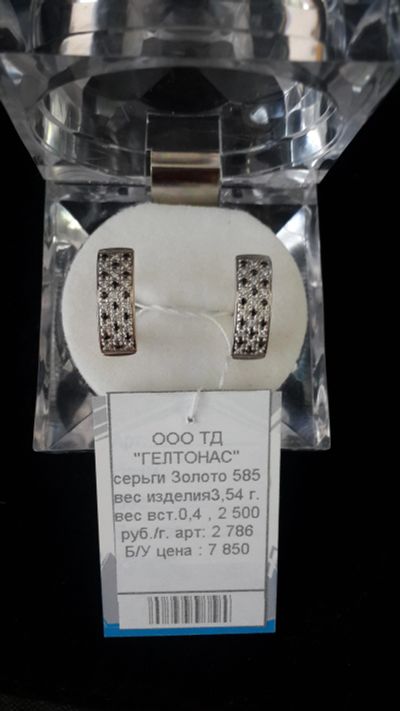 ООО ТД
"ГЕЛТОНАС"
серьги Золото 585
вес изделия3,54 г.
вес вст.0,4 , 2 500
руб./г. арт: 2 786
Б/У цена : 7 850